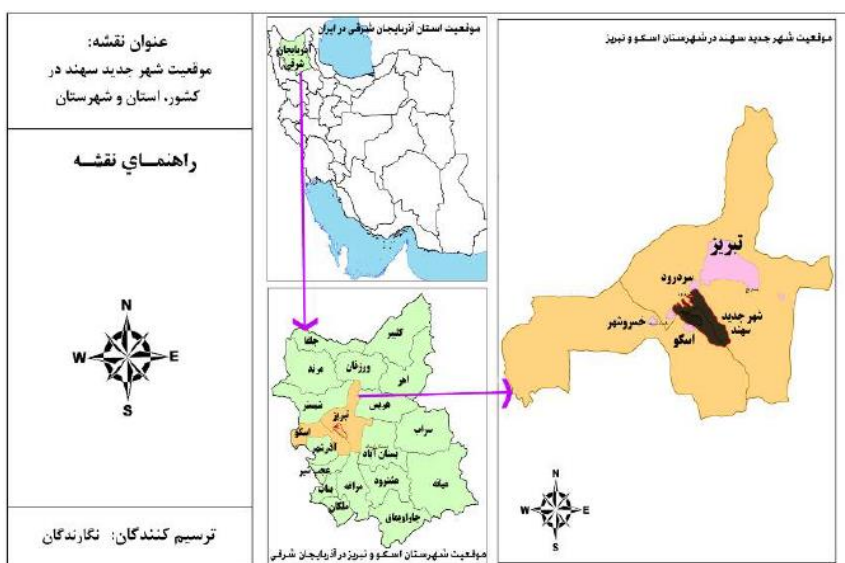 عنوان نقشه:
موقعیت شهر جدید سهند در
کشور، استان و شهرستان
راهنمـاي نقشـه
N
W
E
S
ترسیم کنندگان: نگارندگان
موقعیت استان آذربایجان شرقی در ایران
آذربایجان
شرقی
کلیبر
جلفا
مرند
ورزقان
اهر
شبستر
تبریز
هریس
اسکو
سراب
آذرشهر
بستان آباد
عجب شیر
بناب
مراغه
هشترود
میانه
ملکان
چاراویماق
موقعیت شهرستان اسکو و تبریز در آذربایجان شرقی
موقعیت شهر جدید سهند در شهرستان اسکو و تبریز
تبریز
سردرود
خسروشهر
شهر جدید
سهند
اسکو
N
W
E
S